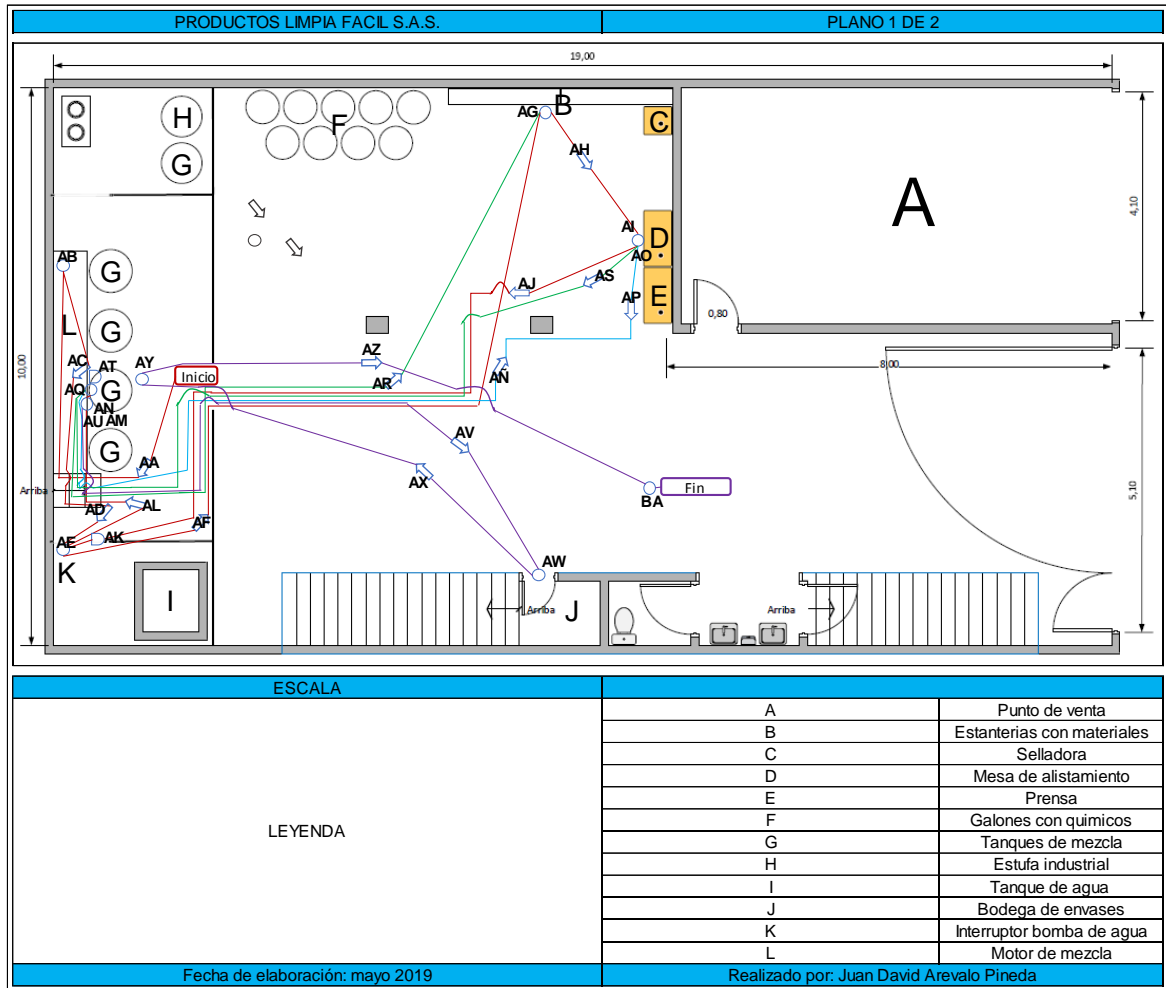 PRODUCTOS LIMPIA FACIL S.A.S. PLANO 1 DE 2
19,00
H
G
F
AG
B
C
AH
A
4,10
AB
G
AI
D
AO
AJ
AS
AP
E
0,80
L
G
10,00
AC
AT
AY
Inicio
AZ
8,00
AQ
G
AR
AN
AN
AU
AM
G
AV
AA
AX
5,10
Arriba
BA
Fin
AD
AL
AF
AE
AK
AW
K
I
Arriba
J
Arriba
ESCALA
LEYENDA
A Punto de venta
B Estanterias con materiales
C Selladora
D Mesa de alistamiento
E Prensa
F Galones con quimicos
G Tanques de mezcla
H Estufa industrial
I Tanque de agua
J Bodega de envases
K Interruptor bomba de agua
L Motor de mezcla
Fecha de elaboración: mayo 2019 Realizado por: Juan David Arevalo Pineda